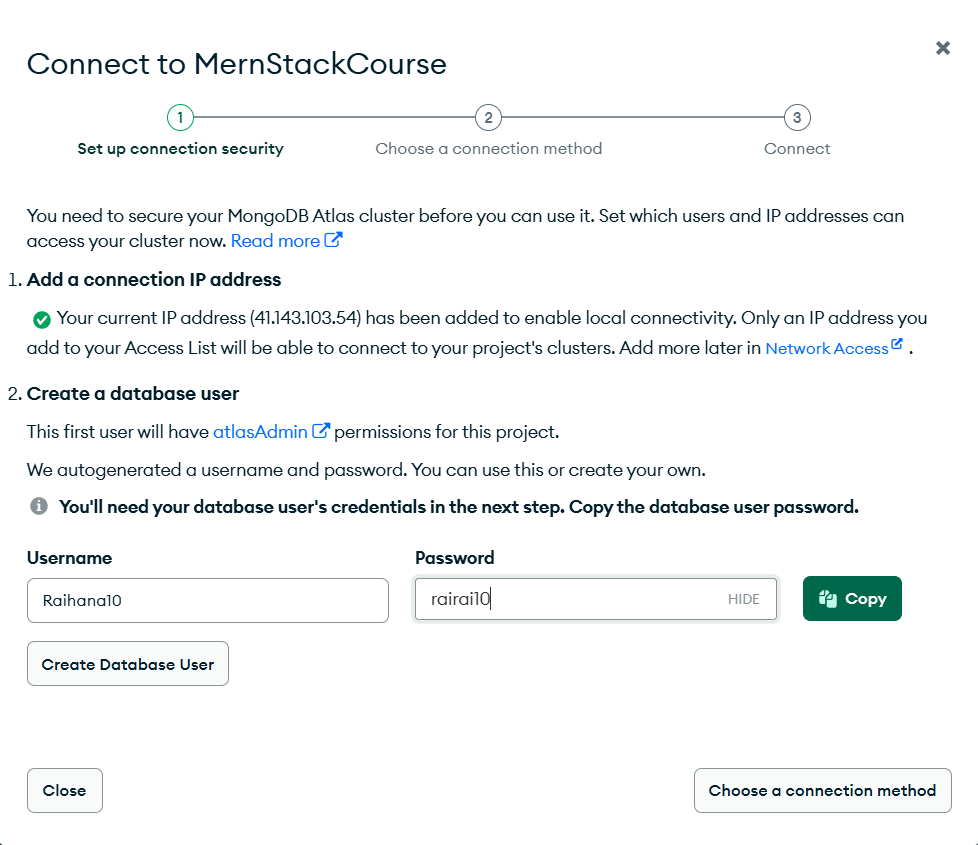 Connect to MernStackCourse
1
2
3
Set up connection security
Choose a connection method
Connect
You need to secure your MongoDB Atlas cluster before you can use it. Set which users and IP addresses can
access your cluster now. Read more
1. Add a connection IP address
Your current IP address (41.143.103.54) has been added to enable local connectivity. Only an IP address you
add to your Access List will be able to connect to your project's clusters. Add more later in Network Access .
2. Create a database user
This first user will have atlasAdmin permissions for this project.
We autogenerated a username and password. You can use this or create your own.
You'll need your database user's credentials in the next step. Copy the database user password.
Username
Password
Raihana10
rairai10
HIDE
Copy
Create Database User
Close
Choose a connection method